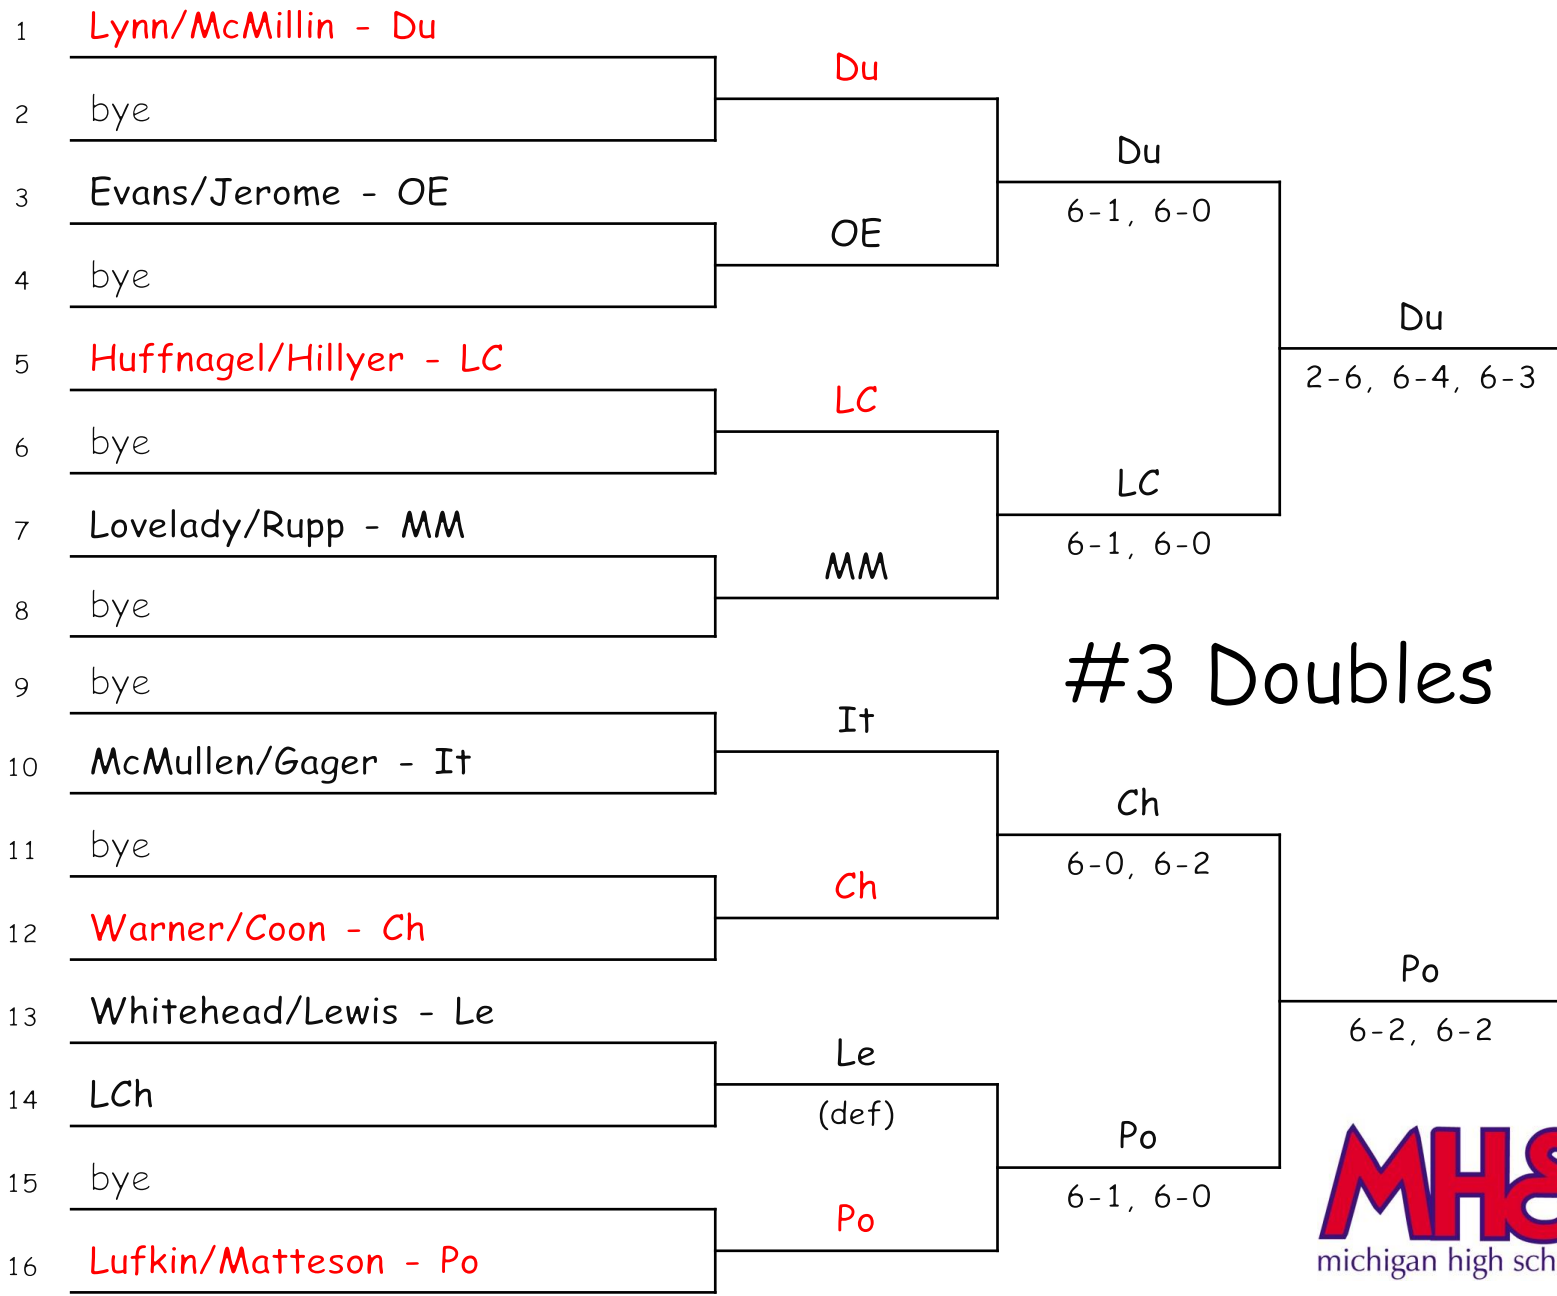 1 Lynn/McMillin - Du
Du
2 bye
Du
6-1, 6-0
3 Evans/Jerome - OE
OE
4 bye
Du
2-6, 6-4, 6-3
5 Huffnagel/Hillyer - LC
LC
6 bye
LC
6-1, 6-0
7 Lovelady/Rupp - MM
MM
8 bye
#3 Doubles
9 bye
It
10 McMullen/Gager - It
Ch
6-0, 6-2
11 bye
Ch
12 Warner/Coon - Ch
Po
6-2, 6-2
13 Whitehead/Lewis - Le
Le
(def)
14 LCh
Po
6-1, 6-0
15 bye
Po
16 Lufkin/Matteson - Po
MH
michigan high sch